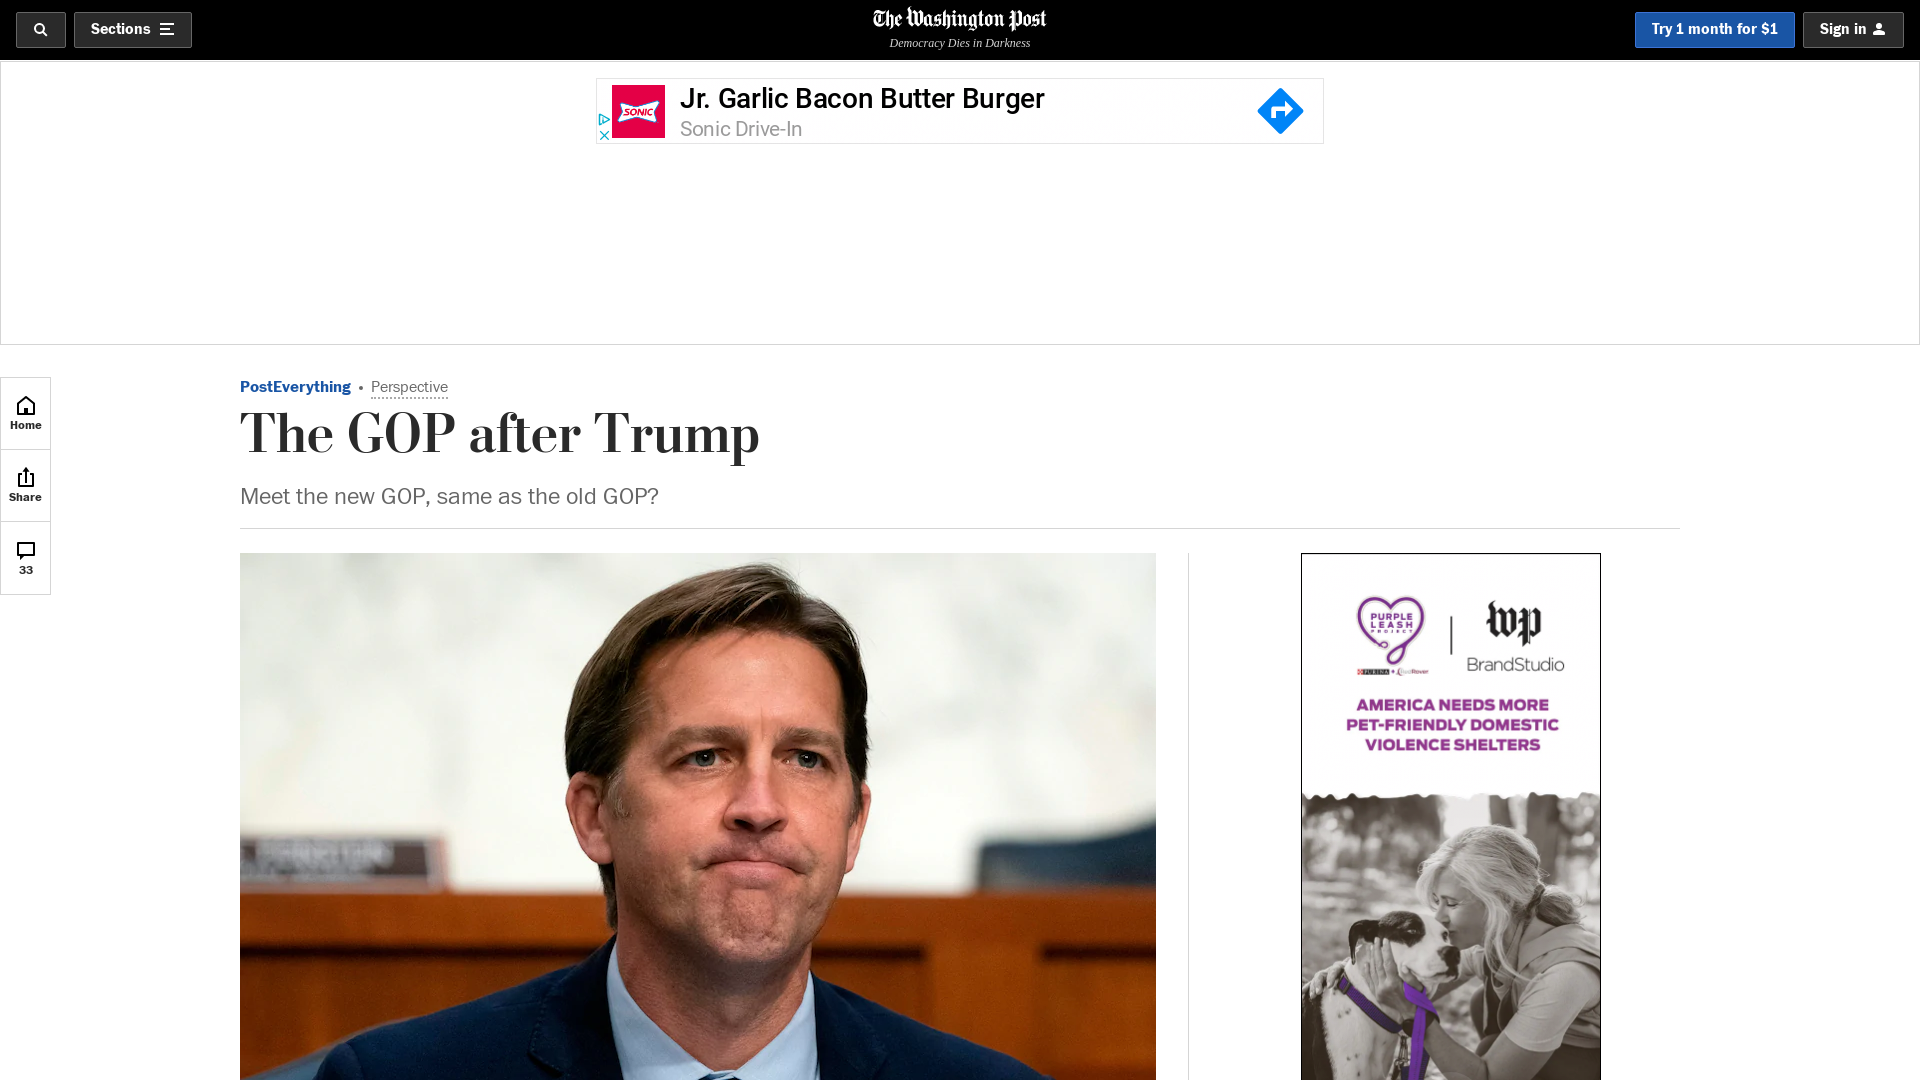 Sections
The Washington Post
Democracy Dies in Darkness
Try 1 month for $1
Sign in
SONIC
Jr. Garlic Bacon Butter Burger
Sonic Drive-In
PostEverything • Perspective
The GOP after Trump
Meet the new GOP, same as the old GOP?
Home
Share
33
PURPLE
LEASH
PROJECT
PURINA
wp
BrandStudio
AMERICA NEEDS MORE
PET-FRIENDLY DOMESTIC
VIOLENCE SHELTERS